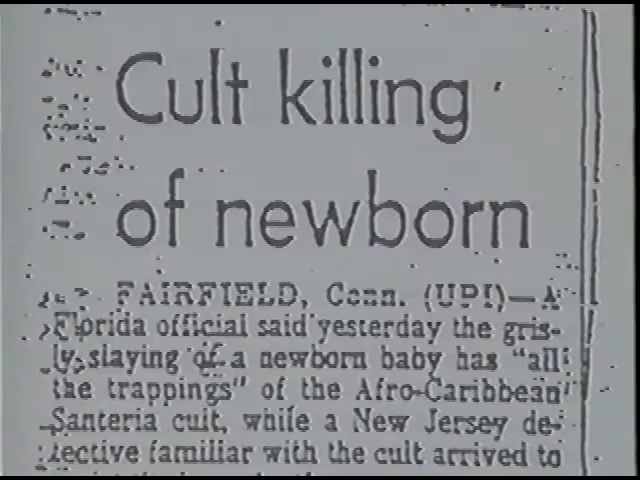 Cult killing
of newborn
FAIRFIELD, Conn. (UPI)—A
Florida official said yesterday the gris-
ly slaying of a newborn baby has "all
the trappings" of the Afro-Caribbean
Santeria cult, while a New Jersey de-
tective familiar with the cult arrived to